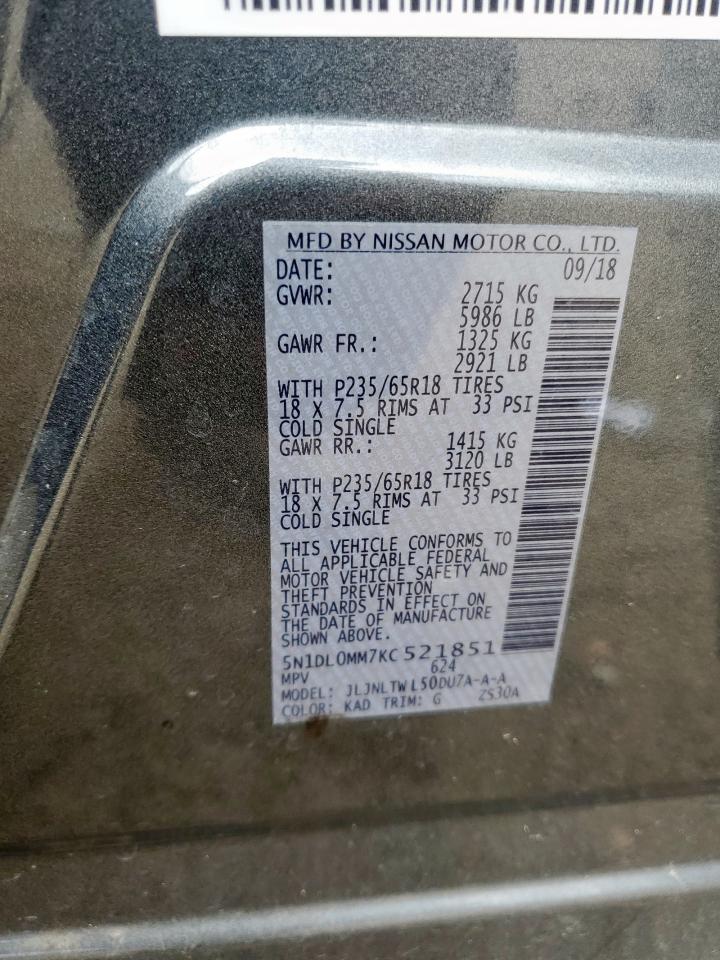 MFD BY NISSAN MOTOR CO., LTD.
DATE: 09/18
GVWR: 2715 KG
5986 LB
GAWR FR.: 1325 KG
2921 LB
WITH P235/65R18 TIRES
18 X 7.5 RIMS AT 33 PSI
COLD SINGLE
GAWR RR.: 1415 KG
3120 LB
WITH P235/65R18 TIRES
18 X 7.5 RIMS AT 33 PSI
COLD SINGLE
THIS VEHICLE CONFORMS TO
ALL APPLICABLE FEDERAL
MOTOR VEHICLE SAFETY AND
THEFT PREVENTION
STANDARDS IN EFFECT ON
THE DATE OF MANUFACTURE
SHOWN ABOVE.
5N1DL0MM7KC521851
MPV 624
MODEL: JLJNLTWL50DU7A-A-A
COLOR: KAD TRIM: G ZS30A